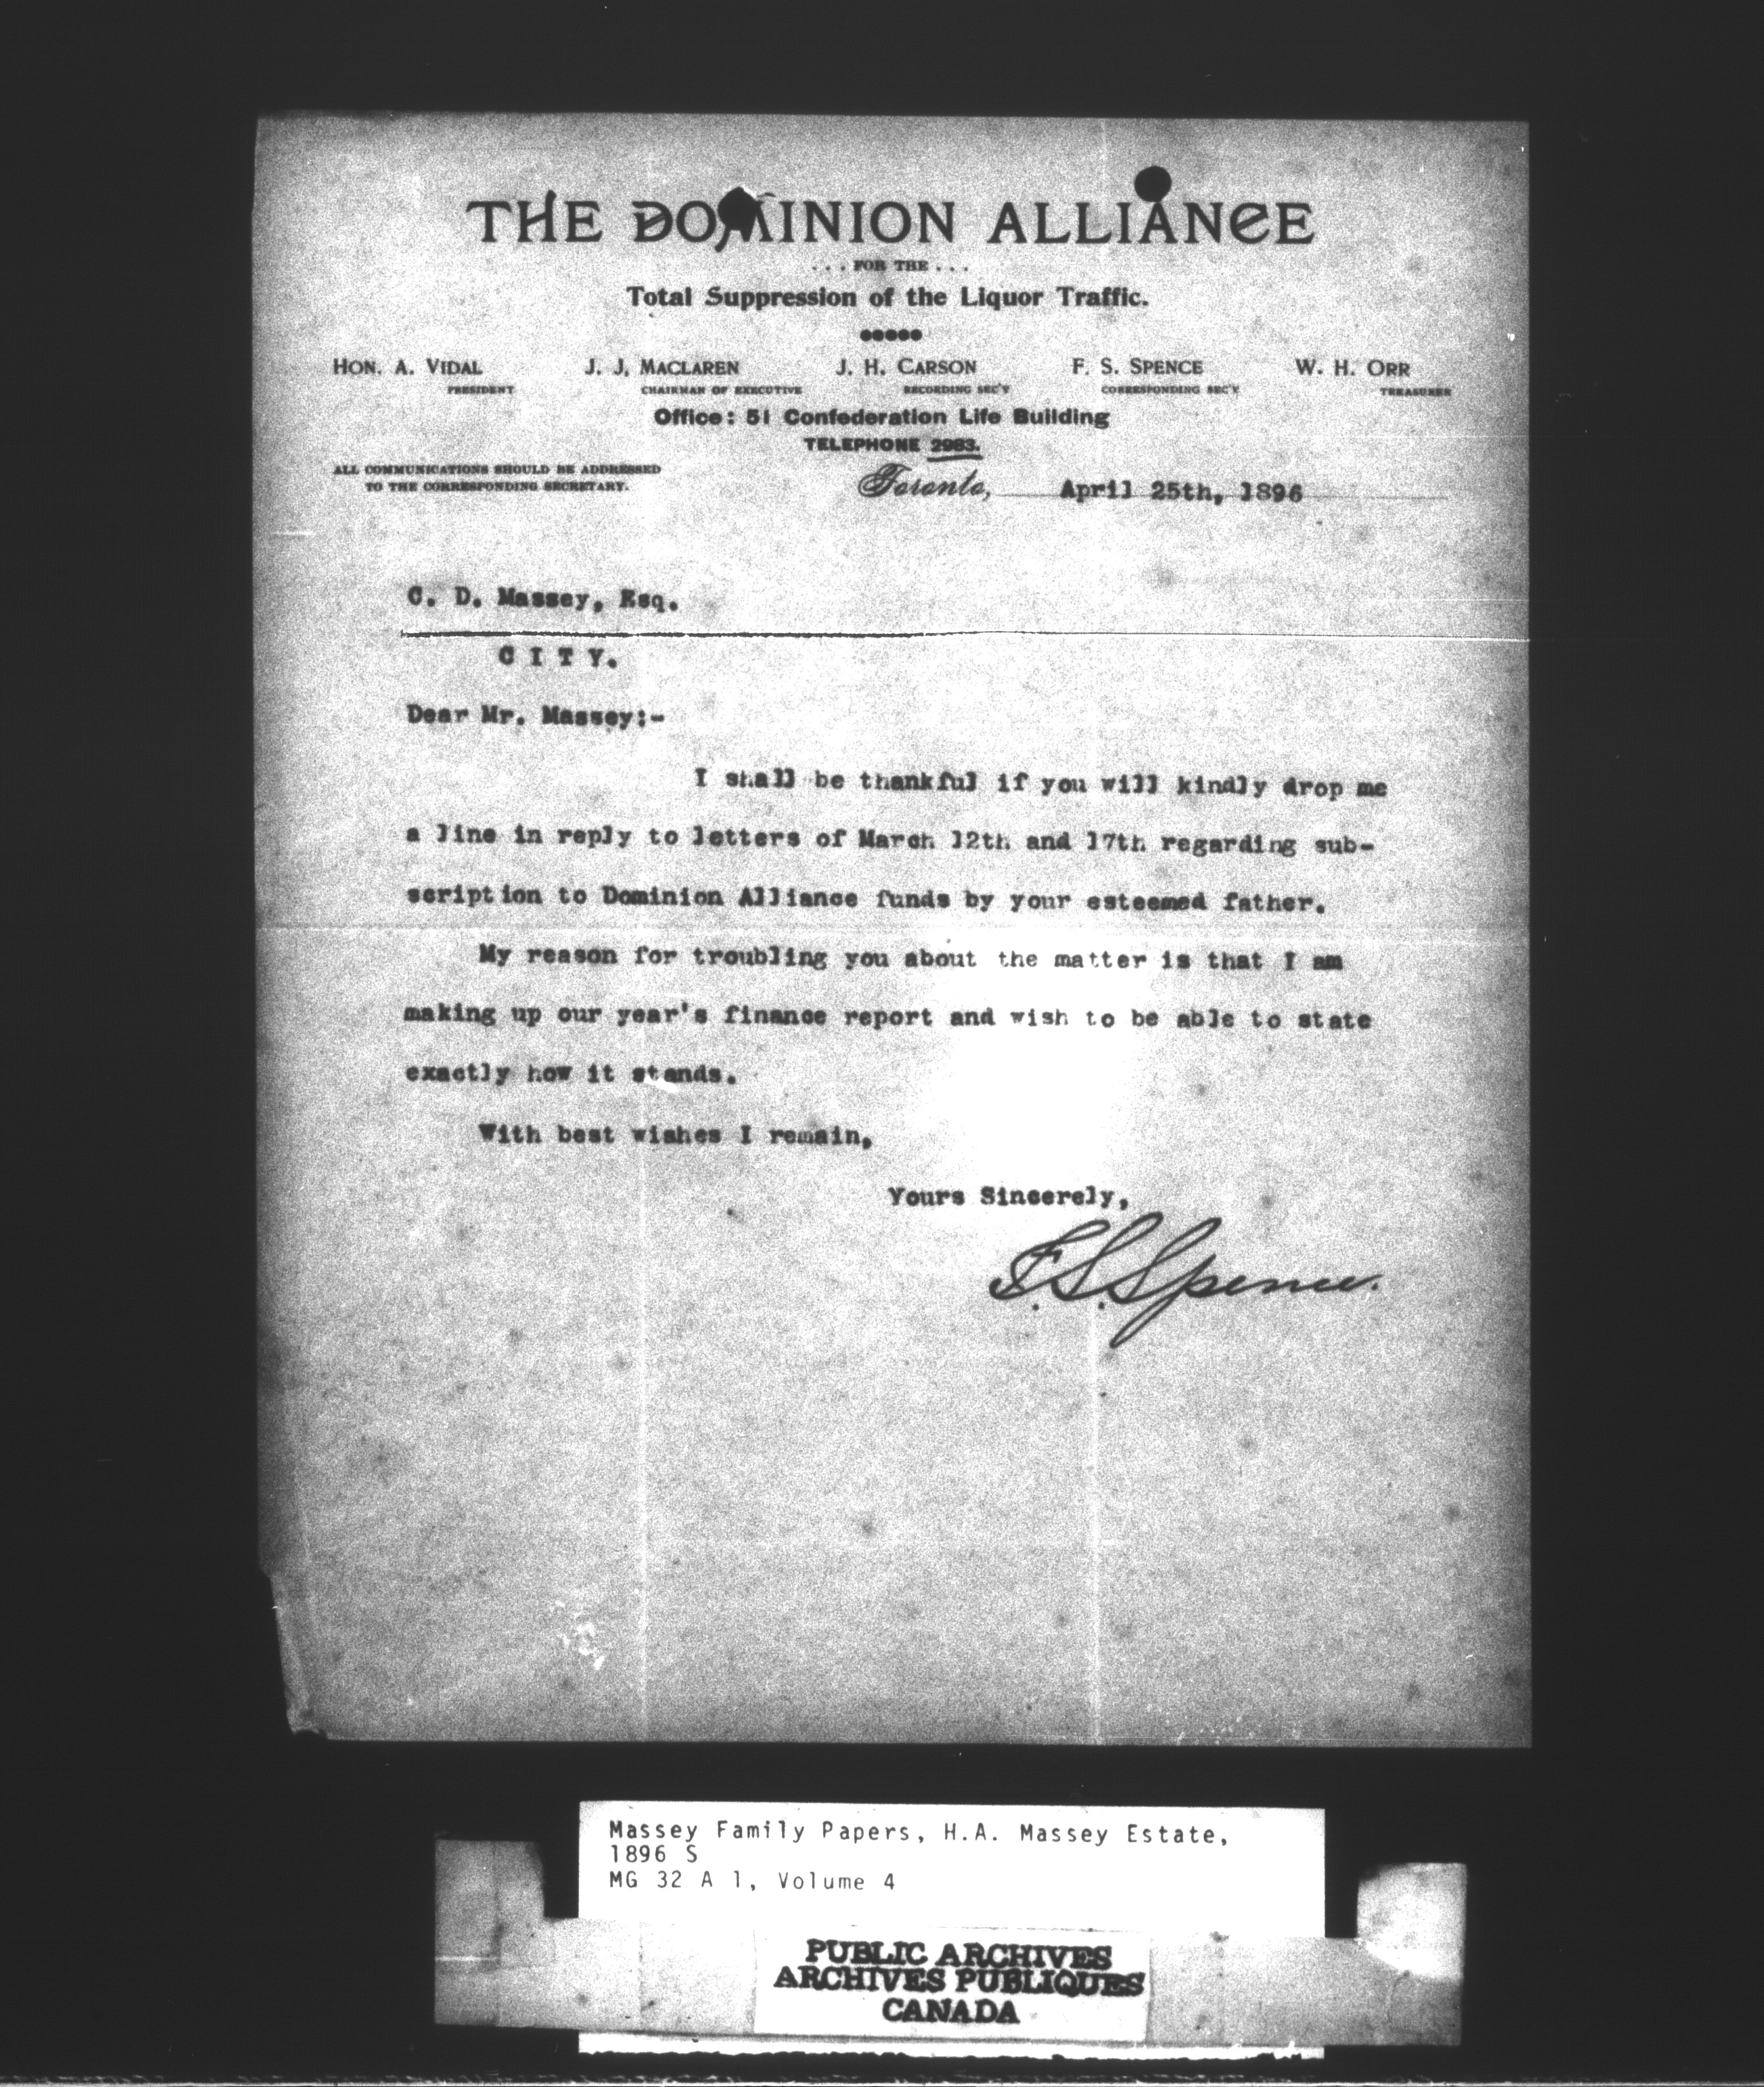 THE DOMINION ALLIANCE
. . . FOR THE . . .
Total Suppression of the Liquor Traffic.
HON. A. VIDAL J. J. MACLAREN J. H. CARSON F. S. SPENCE W. H. ORR
PRESIDENT CHAIRMAN OF EXECUTIVE RECORDING SEC'Y CORRESPONDING SEC'Y TREASURER
Office: 51 Confederation Life Building
TELEPHONE 2983.
ALL COMMUNICATIONS SHOULD BE ADDRESSED
TO THE CORRESPONDING SECRETARY.
Toronto, April 25th, 1896
C. D. Massey, Esq.
C I T Y.
Dear Mr. Massey:-
I shall be thankful if you will kindly drop me
a line in reply to letters of March 12th and 17th regarding sub-
scription to Dominion Alliance funds by your esteemed father.
My reason for troubling you about the matter is that I am
making up our year's finance report and wish to be able to state
exactly how it stands.
With best wishes I remain,
Yours Sincerely,
F. S. Spence.
Massey Family Papers, H.A. Massey Estate,
1896 S
MG 32 A 1, Volume 4
PUBLIC ARCHIVES
ARCHIVES PUBLIQUES
CANADA